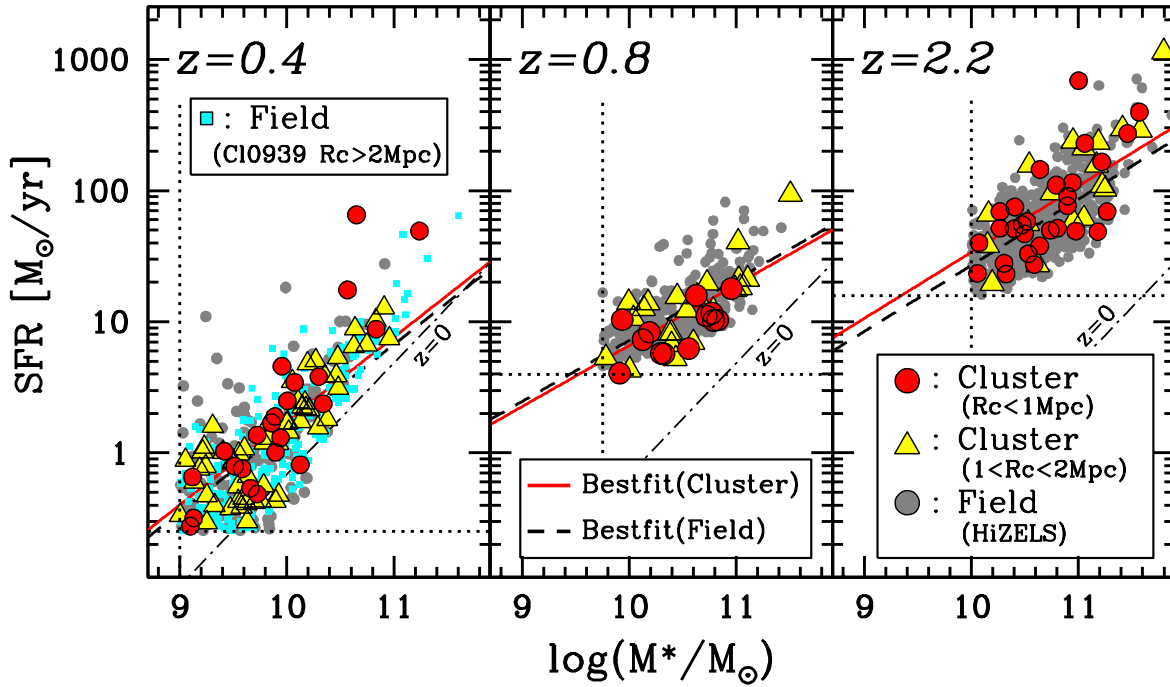 z=0.4
z=0.8
z=2.2
1000
100
10
1
SFR [M⊙/yr]
: Field
(Cl0939 Rc>2Mpc)
z=0
z=0
z=0
Bestfit(Cluster)
Bestfit(Field)
: Cluster
(Rc<1Mpc)
: Cluster
(1<Rc<2Mpc)
: Field
(HiZELS)
9 10 11 9 10 11 9 10 11
log(M*/M⊙)